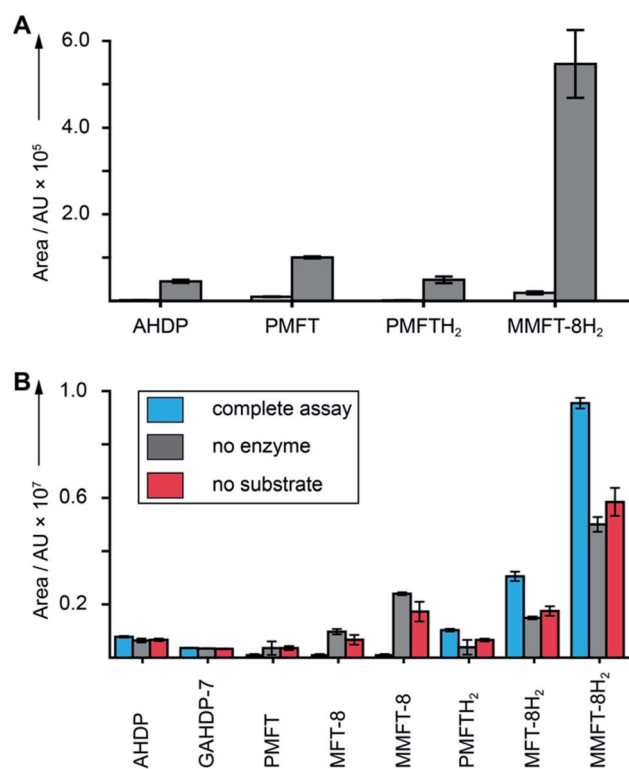 A
Area / AU × 10⁵
6.0
4.0
2.0
AHDP PMFT PMFTH₂ MMFT-8H₂
B
Area / AU × 10⁷
1.0
0.6
0.2
complete assay
no enzyme
no substrate
AHDP
GAHDP-7
PMFT
MFT-8
MMFT-8
PMFTH₂
MFT-8H₂
MMFT-8H₂